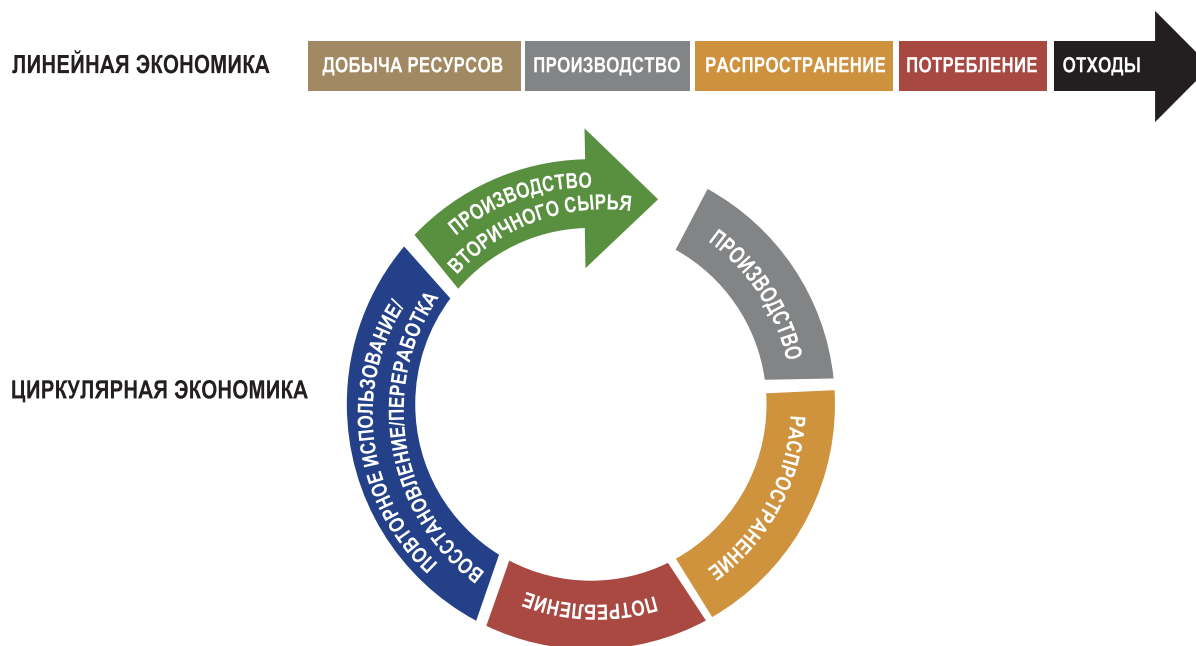 ЛИНЕЙНАЯ ЭКОНОМИКА
ДОБЫЧА РЕСУРСОВ
ПРОИЗВОДСТВО
РАСПРОСТРАНЕНИЕ
ПОТРЕБЛЕНИЕ
ОТХОДЫ
ЦИРКУЛЯРНАЯ ЭКОНОМИКА
ПРОИЗВОДСТВО
РАСПРОСТРАНЕНИЕ
ПОТРЕБЛЕНИЕ
ПОВТОРНОЕ ИСПОЛЬЗОВАНИЕ/
ВОССТАНОВЛЕНИЕ/ПЕРЕРАБОТКА
ПРОИЗВОДСТВО
ВТОРИЧНОГО СЫРЬЯ